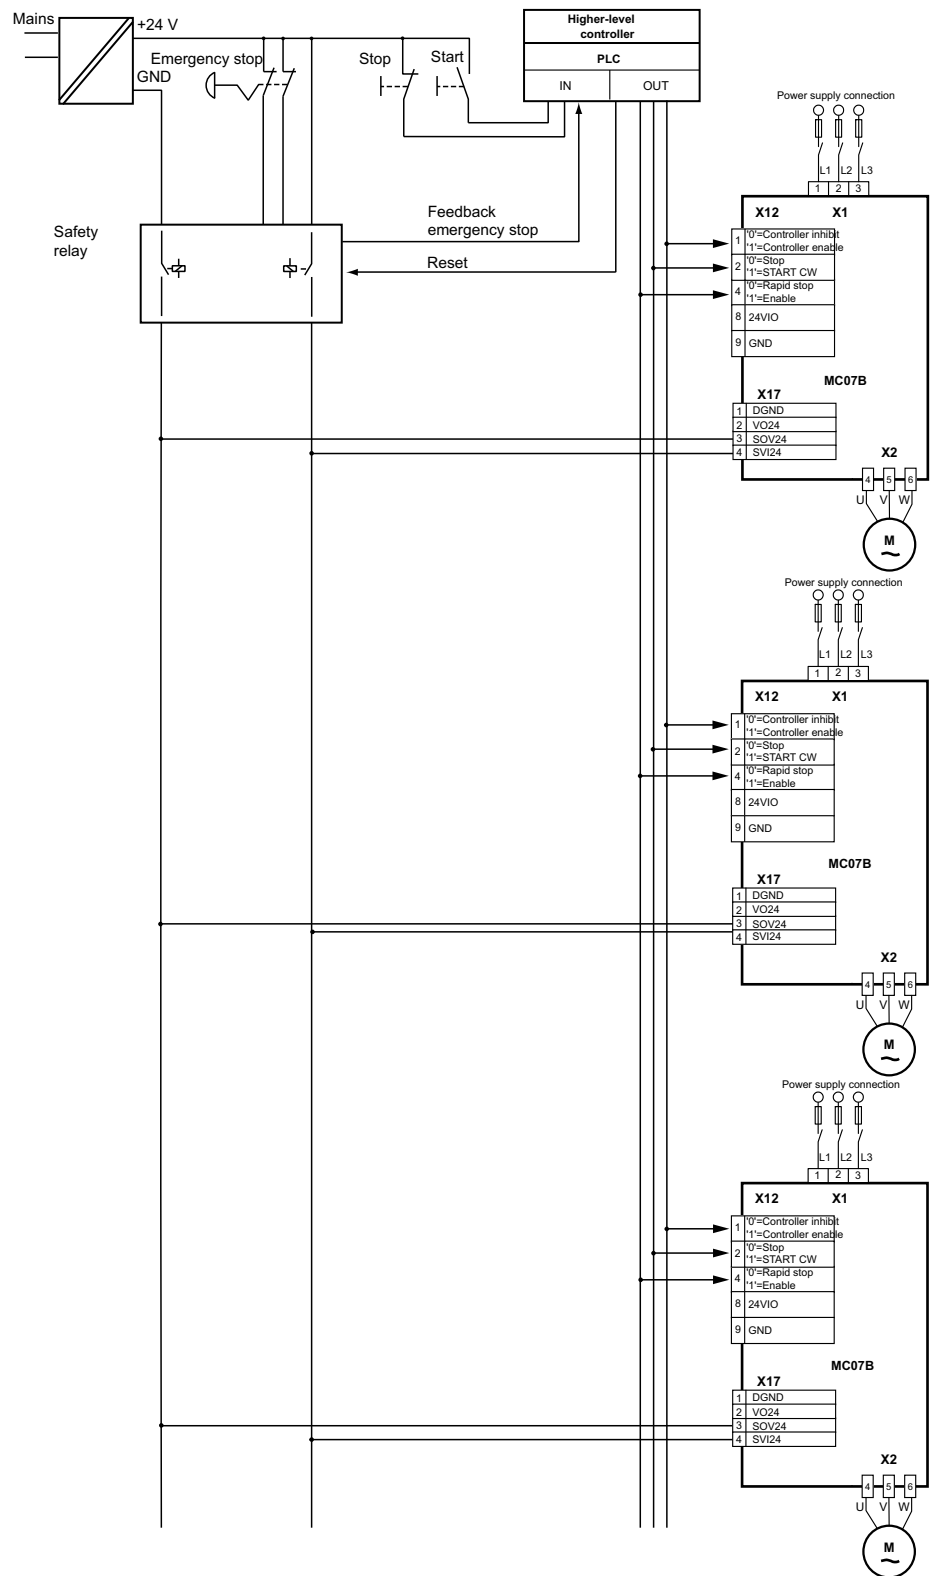 Mains
+24 V
GND
Emergency stop
Stop
Start
Higher-level
controller
PLC
IN
OUT
Safety
relay
Feedback
emergency stop
Reset
Power supply connection
L1
L2
L3
1
2
3
X12
X1
1
'0'=Controller inhibit
'1'=Controller enable
2
'0'=Stop
'1'=START CW
4
'0'=Rapid stop
'1'=Enable
8
24VIO
9
GND
MC07B
X17
1
DGND
2
VO24
3
SOV24
4
SVI24
X2
4
5
6
U
V
W
M
~
Power supply connection
L1
L2
L3
1
2
3
X12
X1
1
'0'=Controller inhibit
'1'=Controller enable
2
'0'=Stop
'1'=START CW
4
'0'=Rapid stop
'1'=Enable
8
24VIO
9
GND
MC07B
X17
1
DGND
2
VO24
3
SOV24
4
SVI24
X2
4
5
6
U
V
W
M
~
Power supply connection
L1
L2
L3
1
2
3
X12
X1
1
'0'=Controller inhibit
'1'=Controller enable
2
'0'=Stop
'1'=START CW
4
'0'=Rapid stop
'1'=Enable
8
24VIO
9
GND
MC07B
X17
1
DGND
2
VO24
3
SOV24
4
SVI24
X2
4
5
6
U
V
W
M
~